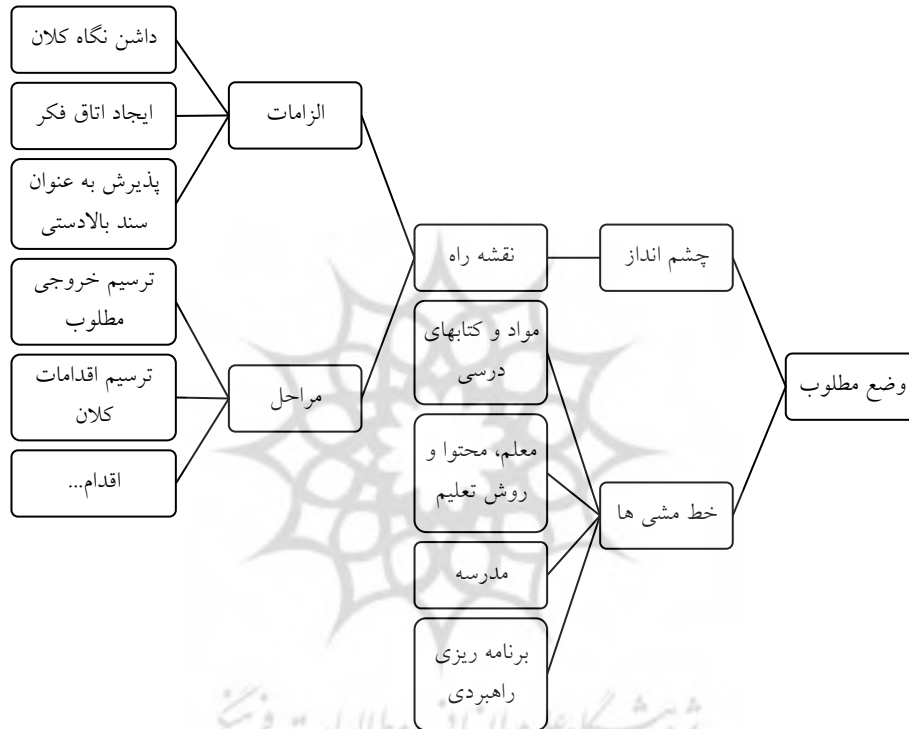 وضع مطلوب
چشم انداز
نقشه راه
الزامات
داشن نگاه کلان
ایجاد اتاق فکر
پذیرش به عنوان
سند بالادستی
مراحل
ترسیم خروجی
مطلوب
ترسیم اقدامات
کلان
اقدام...
خط مشی ها
مواد و کتابهای
درسی
معلم، محتوا و
روش تعلیم
مدرسه
برنامه ریزی
راهبردی